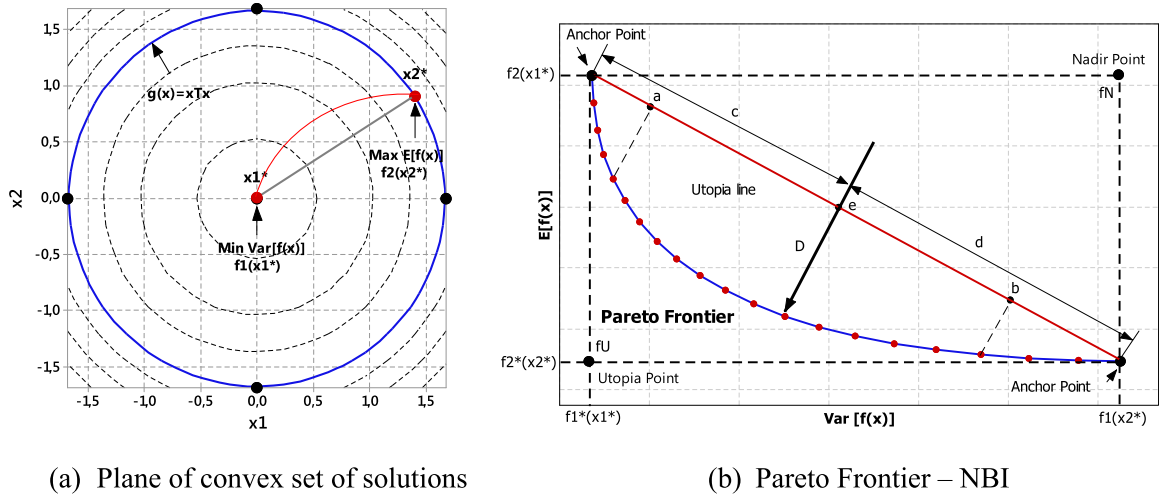 1,5
1,0
0,5
0,0
-0,5
-1,0
-1,5
x2
-1,5
-1,0
-0,5
0,0
0,5
1,0
1,5
x1
g(x)=xTx
x2*
Max E[f(x)]
f2(x2*)
x1*
Min Var[f(x)]
f1(x1*)
Anchor Point
f2(x1*)
Nadir Point
fN
a
c
Utopia line
e
D
d
b
E[f(x)]
Pareto Frontier
fU
f2*(x2*)
Utopia Point
Anchor Point
f1*(x1*)
Var [f(x)]
f1(x2*)
(a) Plane of convex set of solutions
(b) Pareto Frontier – NBI